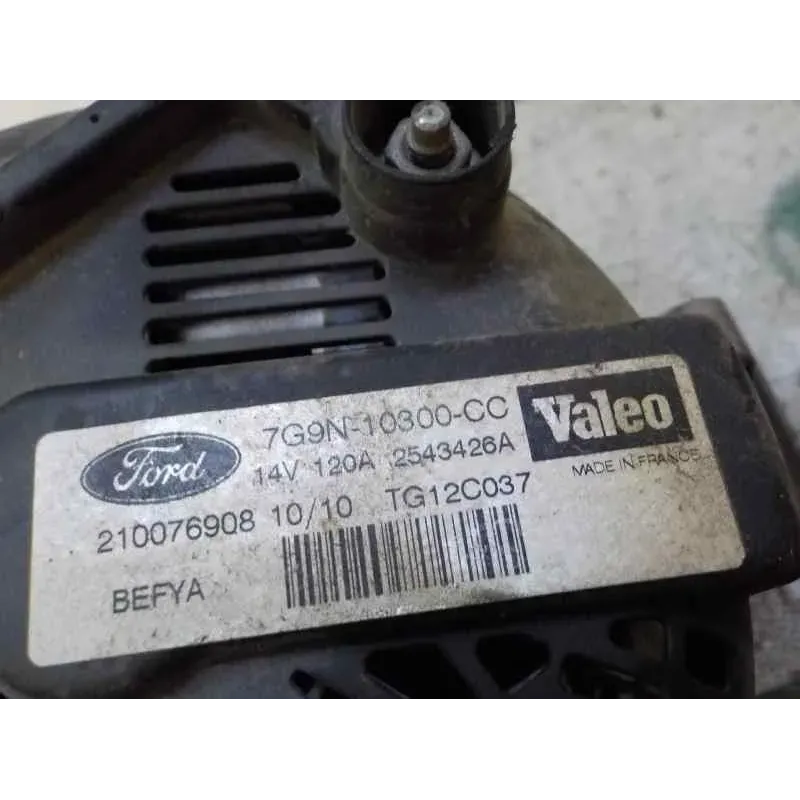 Ford
7G9N-10300-CC
Valeo
14V 120A 2543426A
MADE IN FRANCE
210076908 10/10 TG12C037
BEFYA